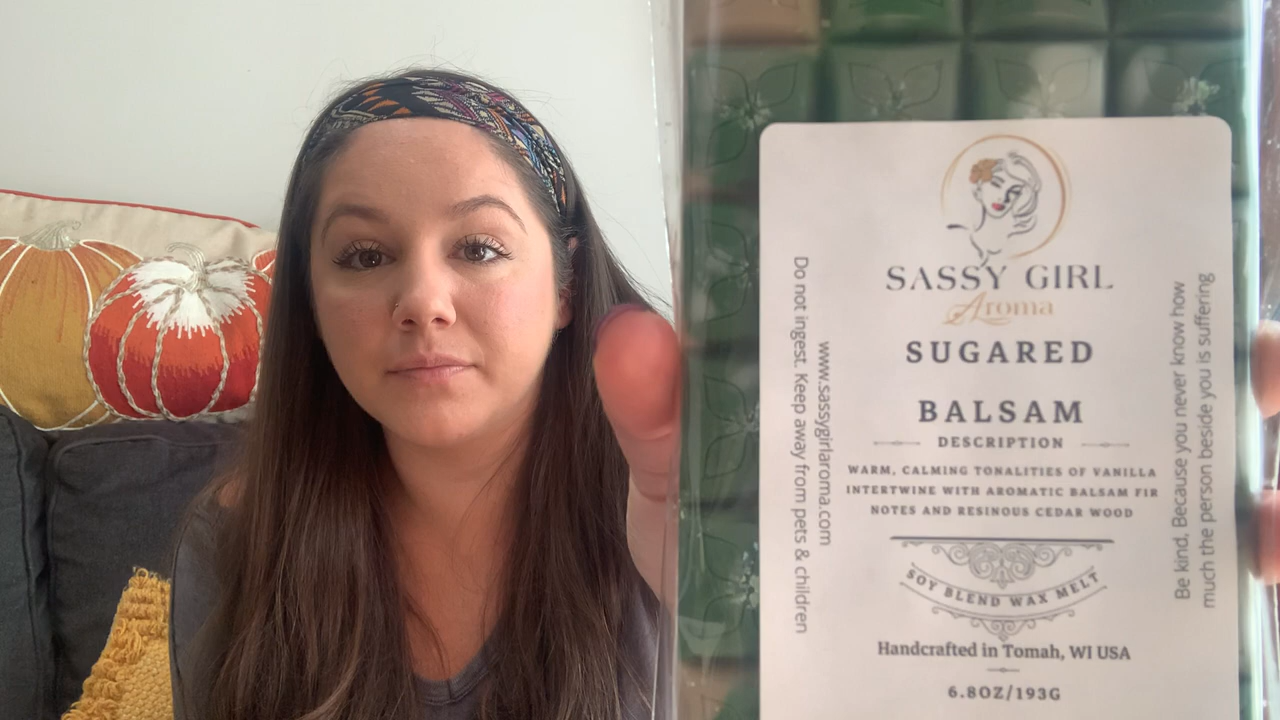 SASSY GIRL
Aroma
SUGARED
BALSAM
DESCRIPTION
WARM, CALMING TONALITIES OF VANILLA
INTERTWINE WITH AROMATIC BALSAM FIR
NOTES AND RESINOUS CEDAR WOOD
SOY BLEND WAX MELT
Handcrafted in Tomah, WI USA
6.8OZ/193G
Do not ingest. Keep away from pets & children
www.sassygirlaroma.com
Be kind, Because you never know how
much the person beside you is suffering